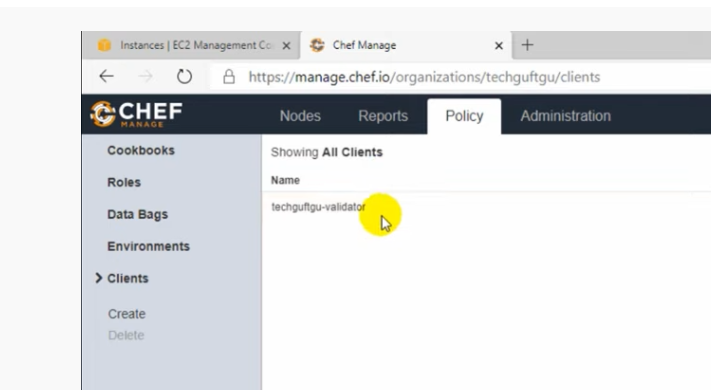 Instances | EC2 Management Co
Chef Manage
https://manage.chef.io/organizations/techguftgu/clients
CHEF
MANAGE
Nodes Reports Policy Administration
Cookbooks
Roles
Data Bags
Environments
Clients
Create
Delete
Showing All Clients
Name
techguftgu-validator